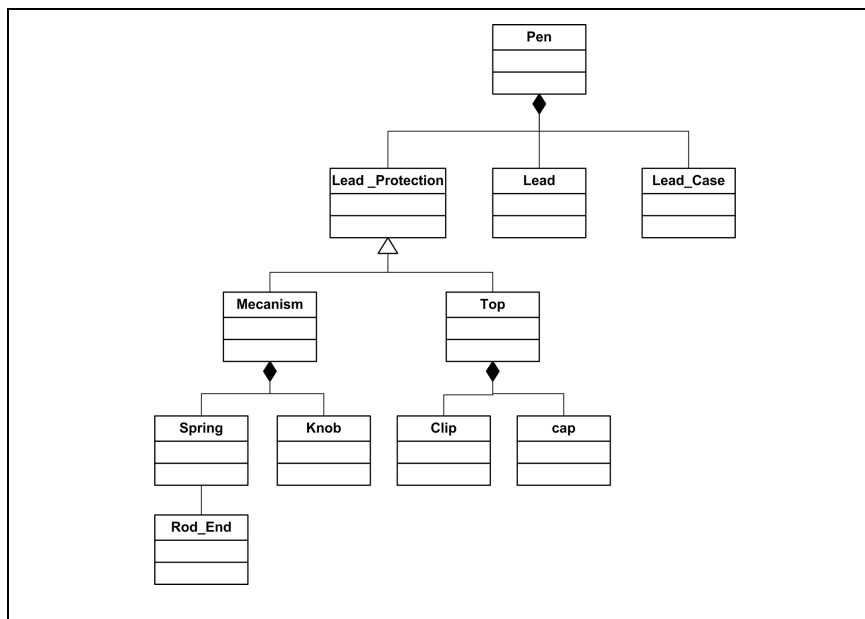 Pen
Lead _Protection
Lead
Lead_Case
Mecanism
Top
Spring
Knob
Clip
cap
Rod_End